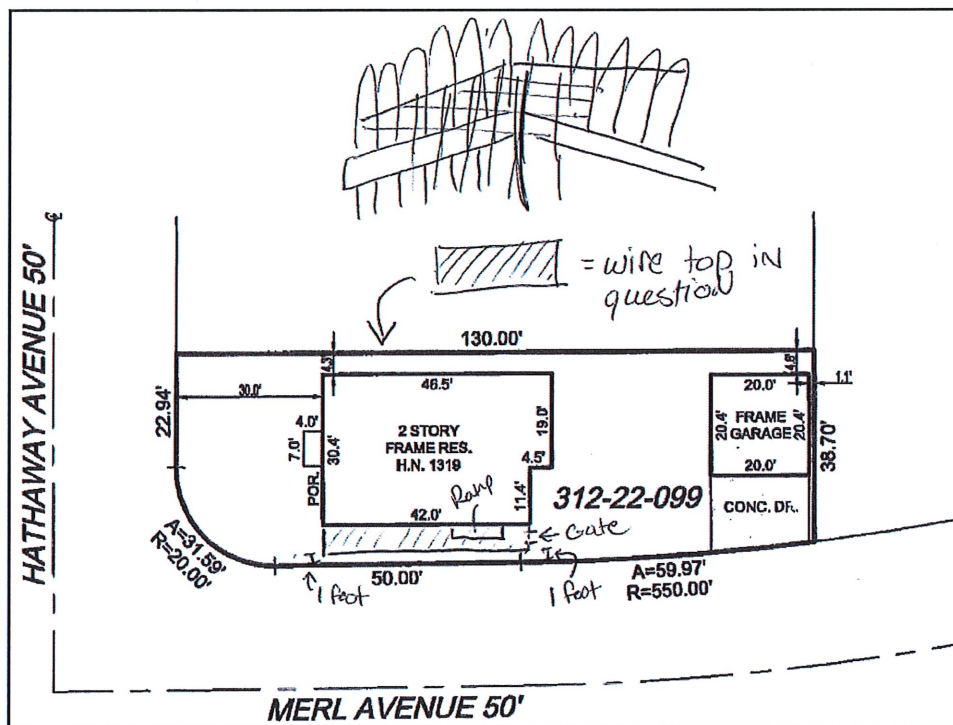 = wire top in
question
130.00'
HATHAWAY AVENUE 50'
22.94'
30.0'
4.3'
46.5'
4.0'
7.0'
30.4'
POR.
2 STORY
FRAME RES.
H.N. 1319
19.0'
4.5'
11.4'
42.0'
Ramp
Gate
312-22-099
4.6'
1.1'
20.0'
20.4'
FRAME
GARAGE
20.4'
20.0'
38.70'
CONC. DR.
A=31.59'
R=20.00'
1 foot
50.00'
1 foot
A=59.97'
R=550.00'
MERL AVENUE 50'